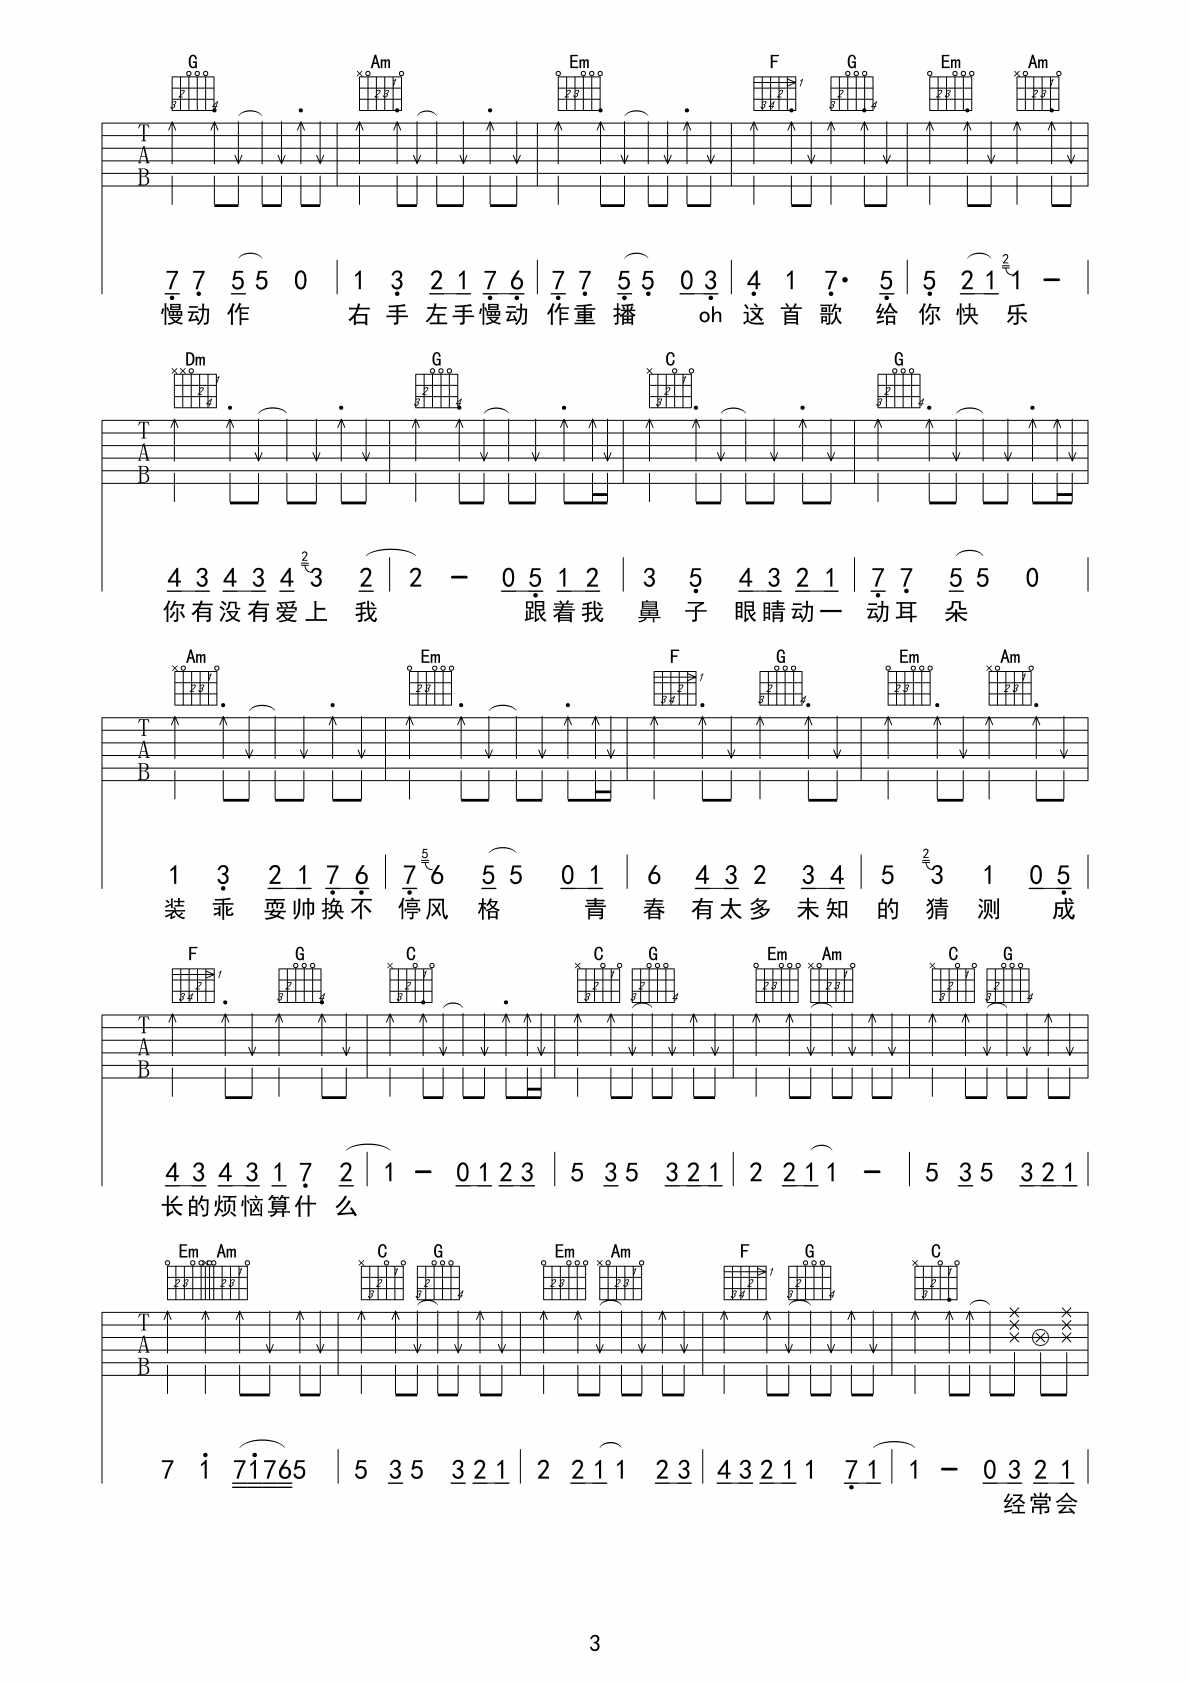 G Am Em F G Em Am
T A B
7 7 5 5 0 | 1 3 2 1 7 6 | 7 7 5 5 0 3 | 4 1 7· 5 | 5 2 1 2 1 - |
慢动 作 右 手 左手慢动 作重 播 oh 这 首 歌 给 你 快 乐
Dm G C G
T A B
4 3 4 3 4 2 3 2 | 2 - 0 5 1 2 | 3 5 4 3 2 1 | 7 7 5 5 0 |
你有没有爱上 我 跟着我 鼻 子 眼睛动一 动耳 朵
Am Em F G Em Am
T A B
1 3 2 1 7 6 | 7 5 6 5 5 0 1 | 6 4 3 2 3 4 | 5 2 3 1 0 5 |
装 乖 耍帅换不 停风 格 青 春 有太多 未知 的 猜 测 成
F G C C G Em Am C G
T A B
4 3 4 3 1 7 2 | 1 - 0 1 2 3 | 5 3 5 3 2 1 | 2 2 1 1 - | 5 3 5 3 2 1 |
长的烦恼算什 么
Em Am C G Em Am F G C
T A B
7 1 7 1 7 6 5 | 5 3 5 3 2 1 | 2 2 1 1 2 3 | 4 3 2 1 1 7 1 | 1 - 0 3 2 1 |
经常会
3